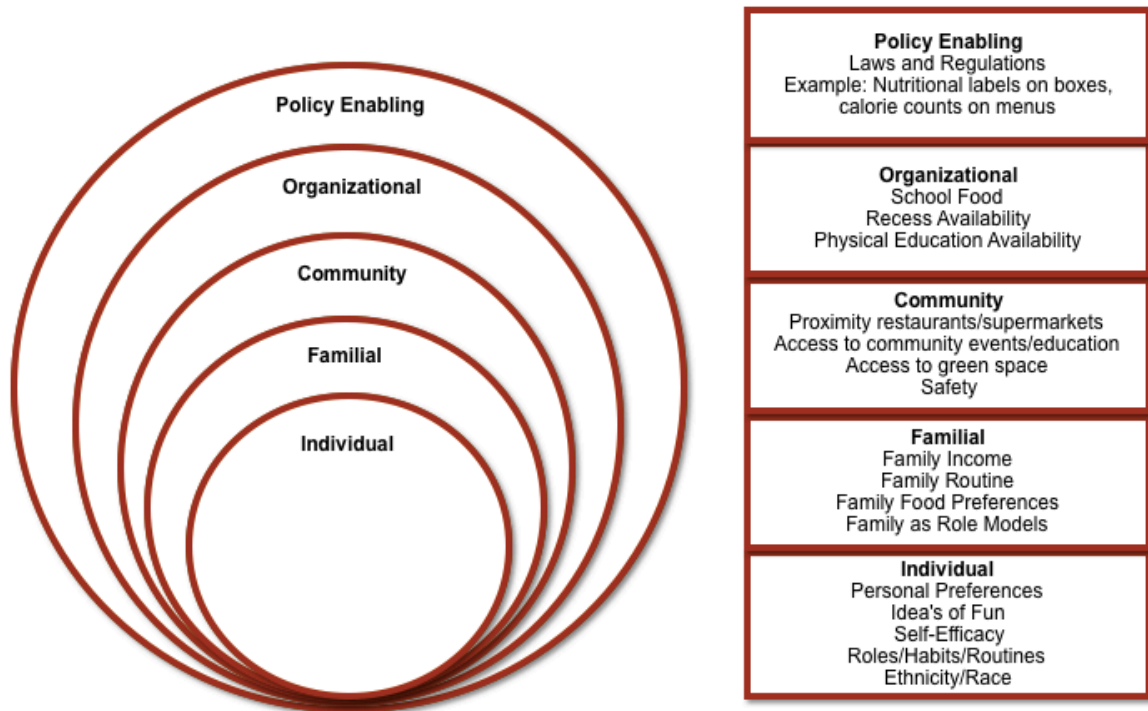 Policy Enabling
Organizational
Community
Familial
Individual
Policy Enabling
Laws and Regulations
Example: Nutritional labels on boxes,
calorie counts on menus
Organizational
School Food
Recess Availability
Physical Education Availability
Community
Proximity restaurants/supermarkets
Access to community events/education
Access to green space
Safety
Familial
Family Income
Family Routine
Family Food Preferences
Family as Role Models
Individual
Personal Preferences
Idea's of Fun
Self-Efficacy
Roles/Habits/Routines
Ethnicity/Race